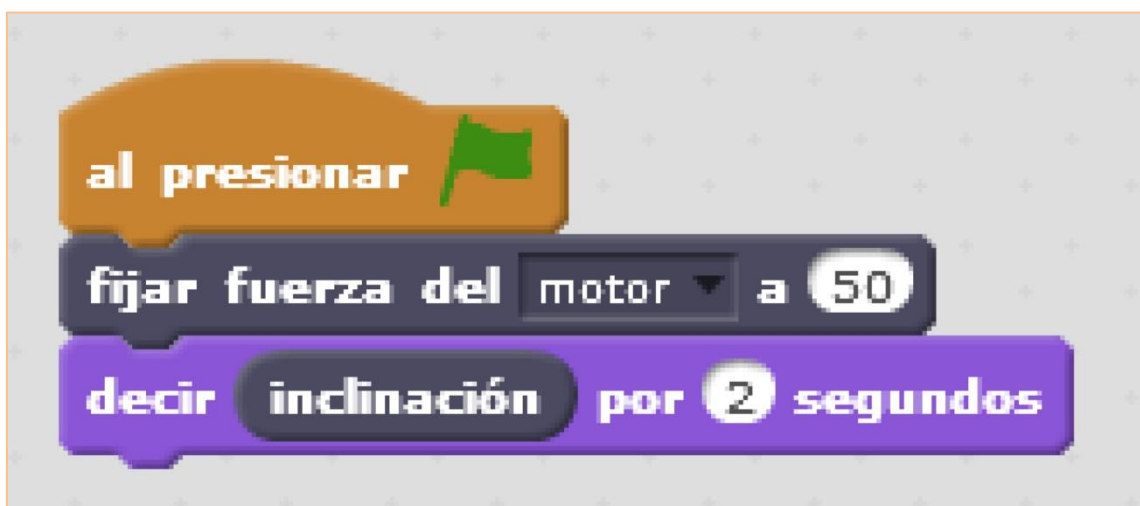 al presionar
fijar fuerza del motor a 50
decir inclinación por 2 segundos